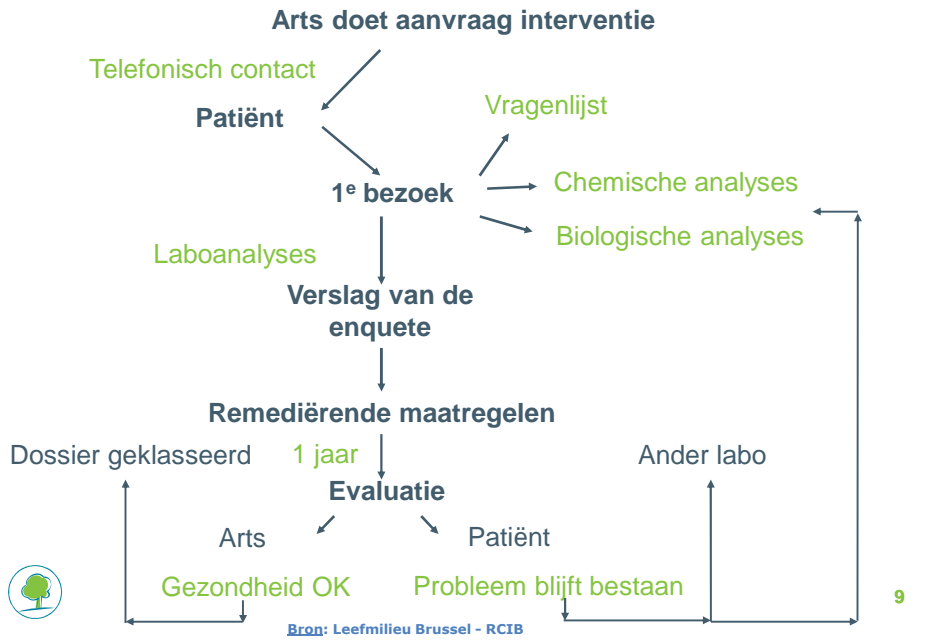 Arts doet aanvraag interventie
Telefonisch contact
Patiënt
Vragenlijst
1e bezoek
Chemische analyses
Biologische analyses
Laboanalyses
Verslag van de
enquete
Remediërende maatregelen
Dossier geklasseerd
1 jaar
Ander labo
Evaluatie
Arts
Patiënt
Gezondheid OK
Probleem blijft bestaan
9
Bron: Leefmilieu Brussel - RCIB